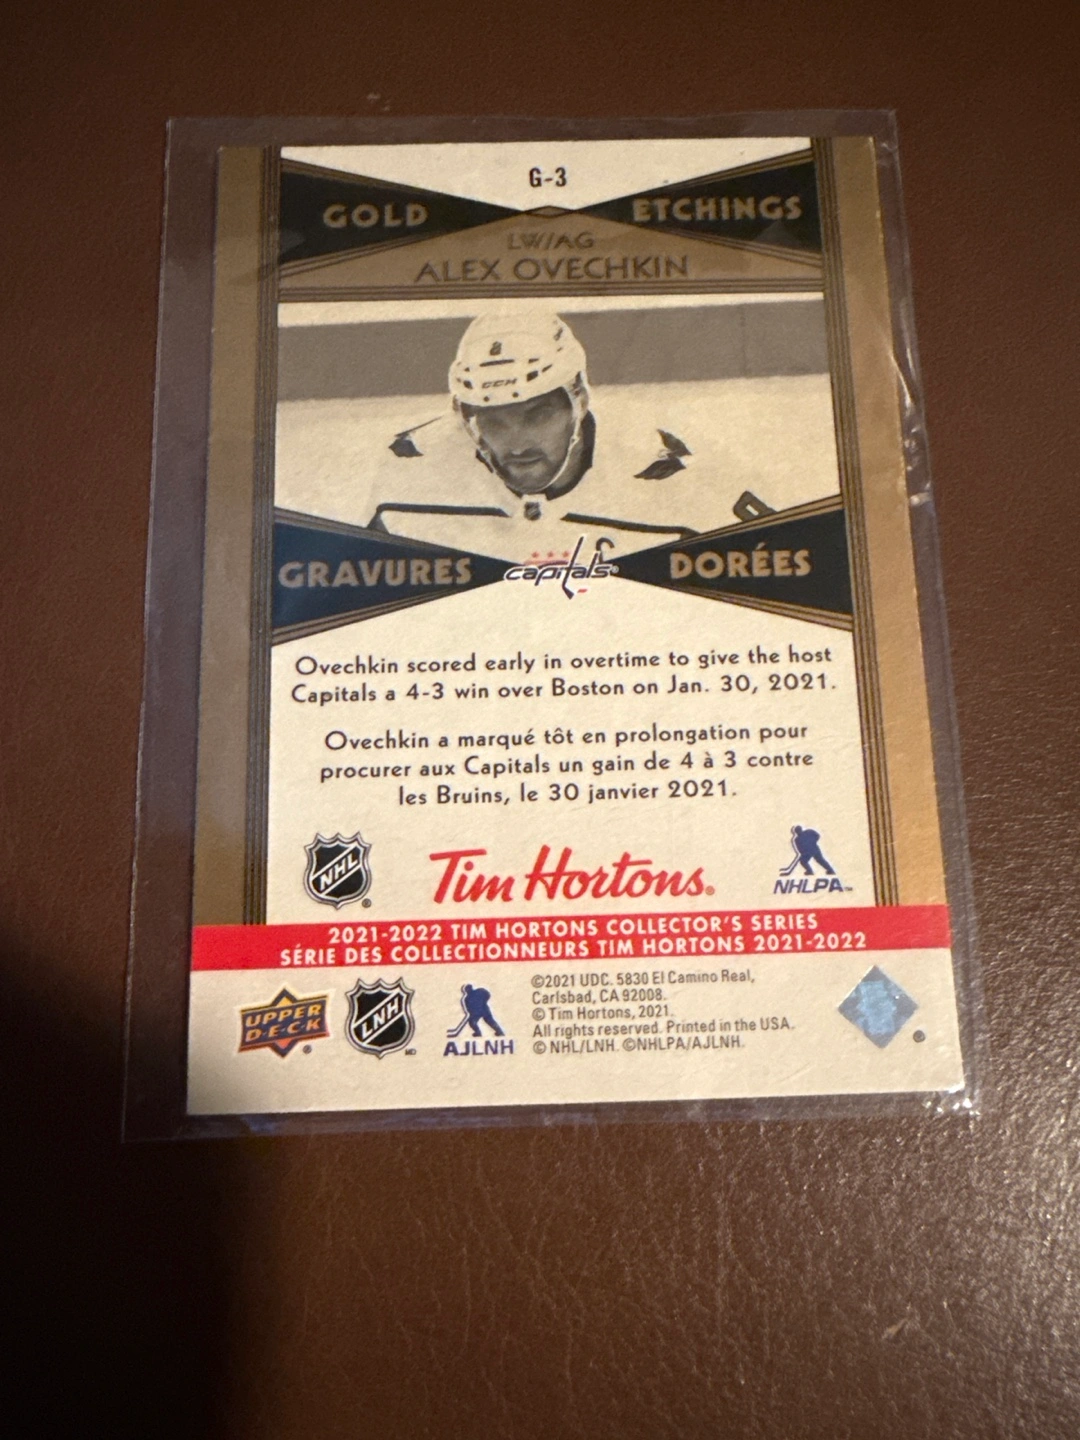 G-3
GOLD ETCHINGS
LW/AG
ALEX OVECHKIN
8
CCM
GRAVURES capitals® DORÉES
Ovechkin scored early in overtime to give the host
Capitals a 4-3 win over Boston on Jan. 30, 2021.
Ovechkin a marqué tôt en prolongation pour
procurer aux Capitals un gain de 4 à 3 contre
les Bruins, le 30 janvier 2021.
NHL® Tim Hortons® NHLPA™
2021-2022 TIM HORTONS COLLECTOR'S SERIES
SÉRIE DES COLLECTIONNEURS TIM HORTONS 2021-2022
UPPER
D·E·C·K®
LNH MD
AJLNH
©2021 UDC. 5830 El Camino Real,
Carlsbad, CA 92008.
© Tim Hortons, 2021.
All rights reserved. Printed in the USA.
© NHL/LNH. ©NHLPA/AJLNH.
®